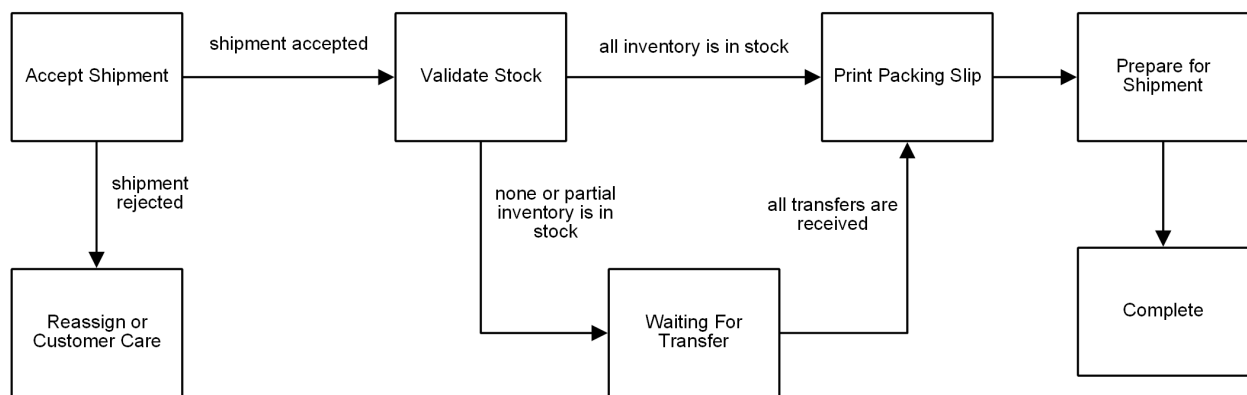 shipment accepted
all inventory is in stock
Accept Shipment
Validate Stock
Print Packing Slip
Prepare for
Shipment
shipment
rejected
none or partial
inventory is in
stock
all transfers are
received
Reassign or
Customer Care
Waiting For
Transfer
Complete